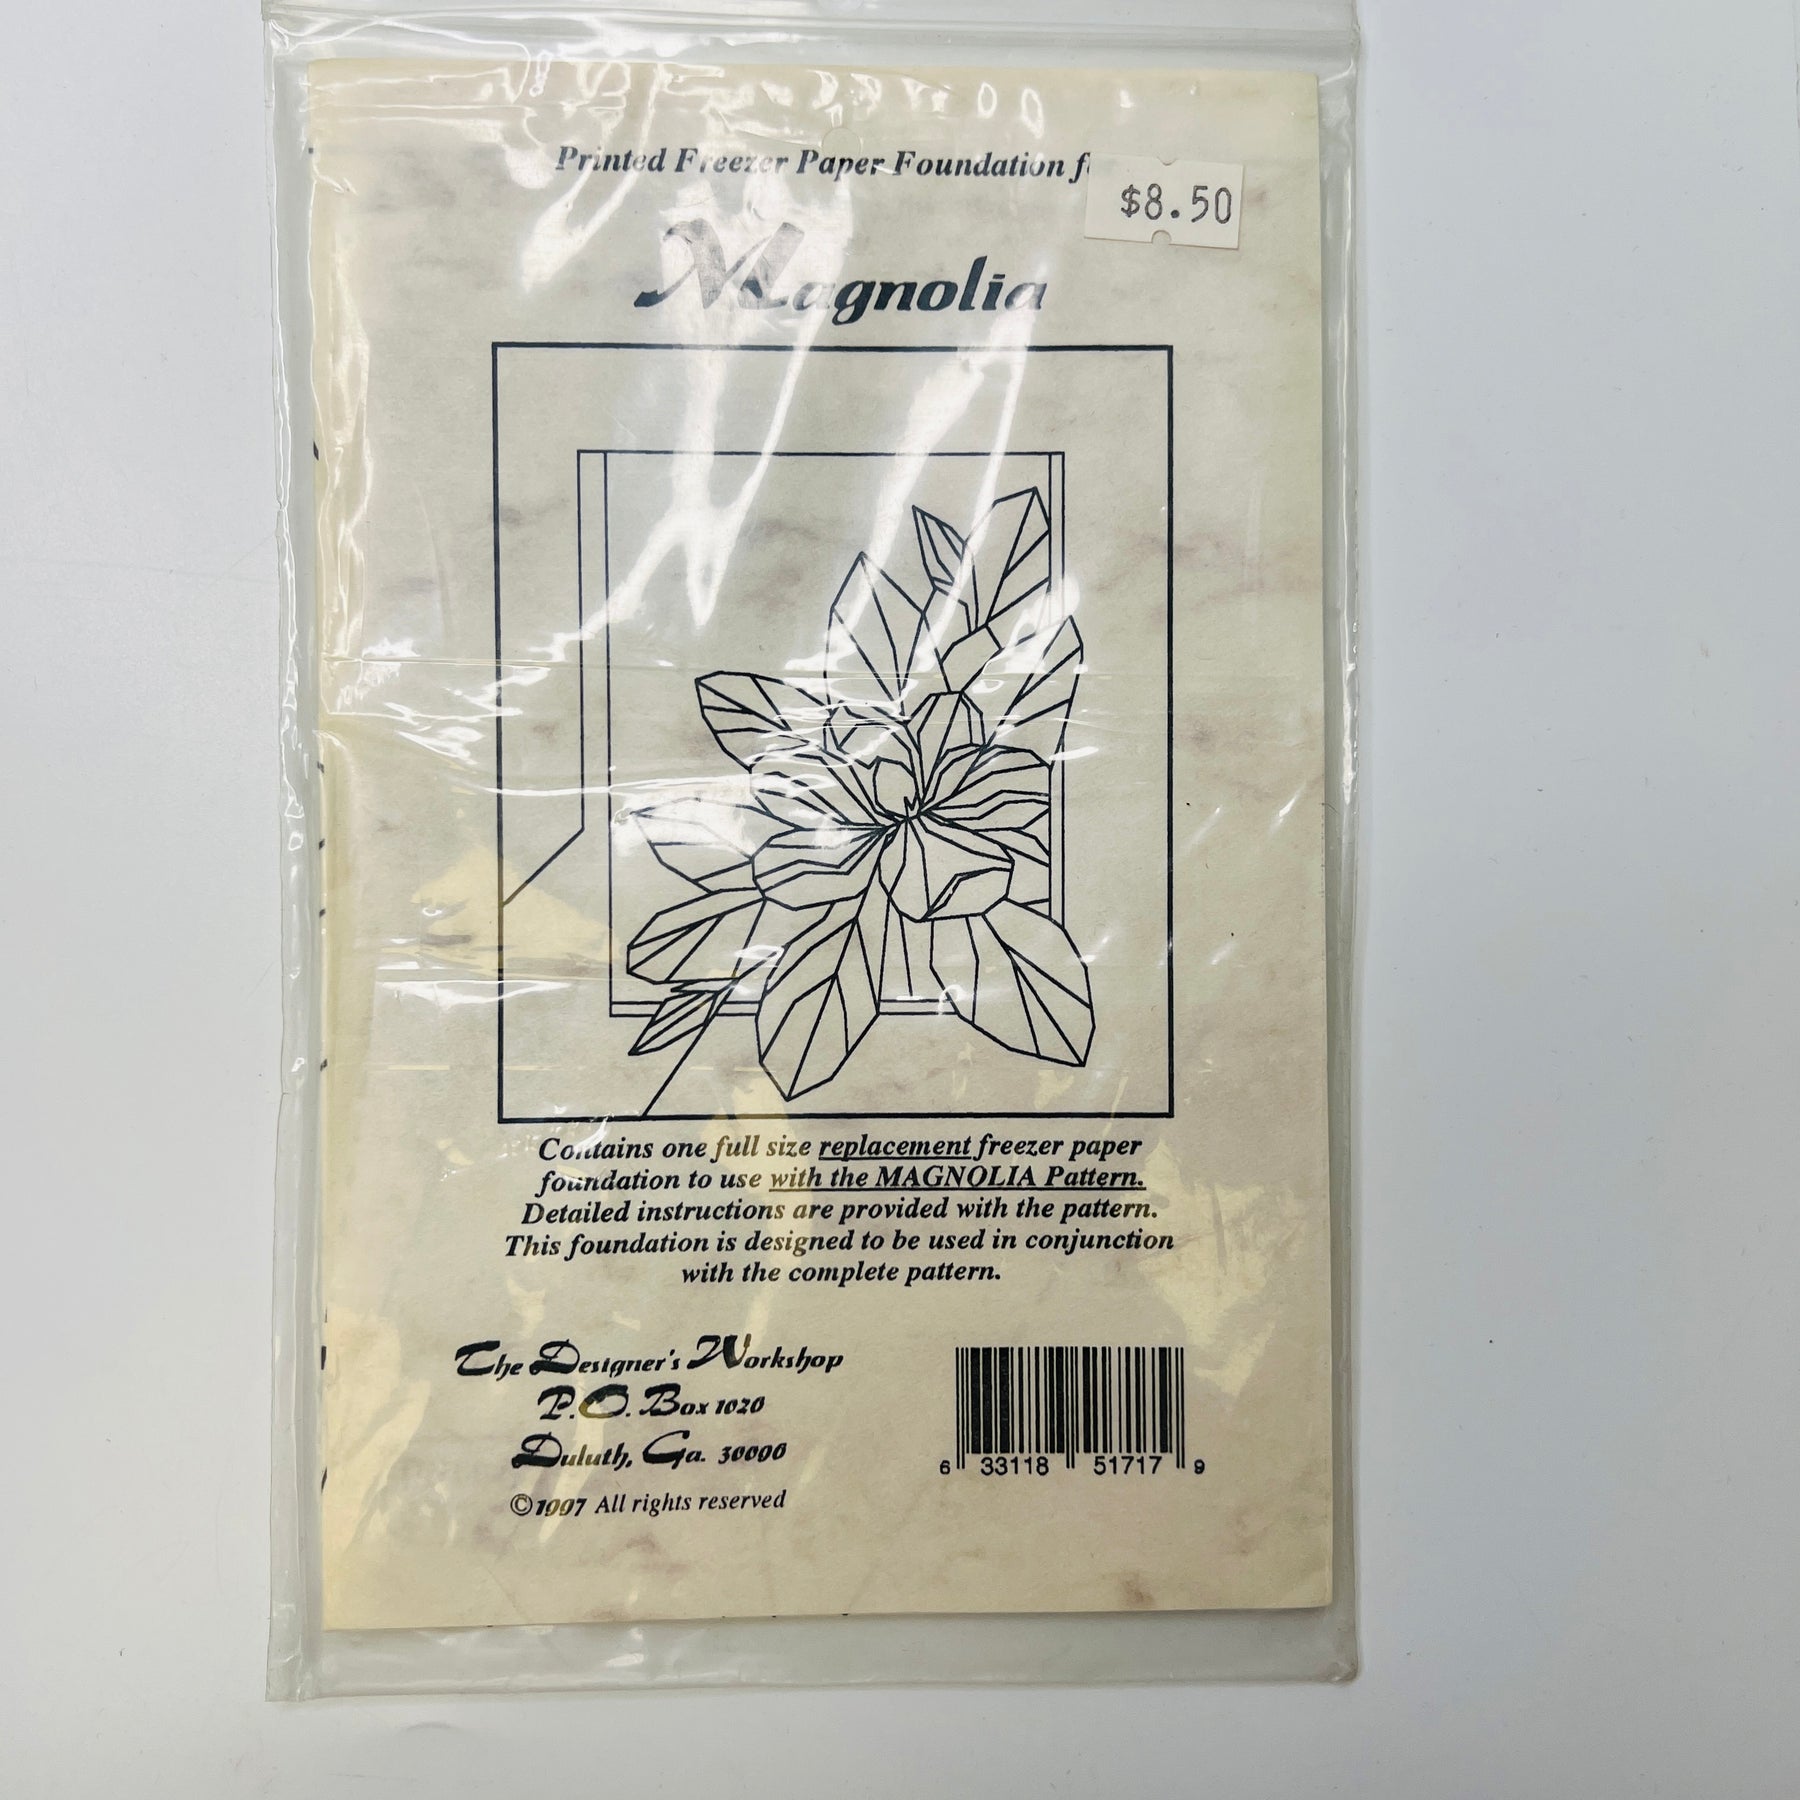 Printed Freezer Paper Foundation
$8.50
Magnolia
Contains one full size replacement freezer paper
foundation to use with the MAGNOLIA Pattern.
Detailed instructions are provided with the pattern.
This foundation is designed to be used in conjunction
with the complete pattern.
The Designer's Workshop
P.O. Box 1020
Duluth, Ga. 30096
©1997 All rights reserved
6 33118 51717 9